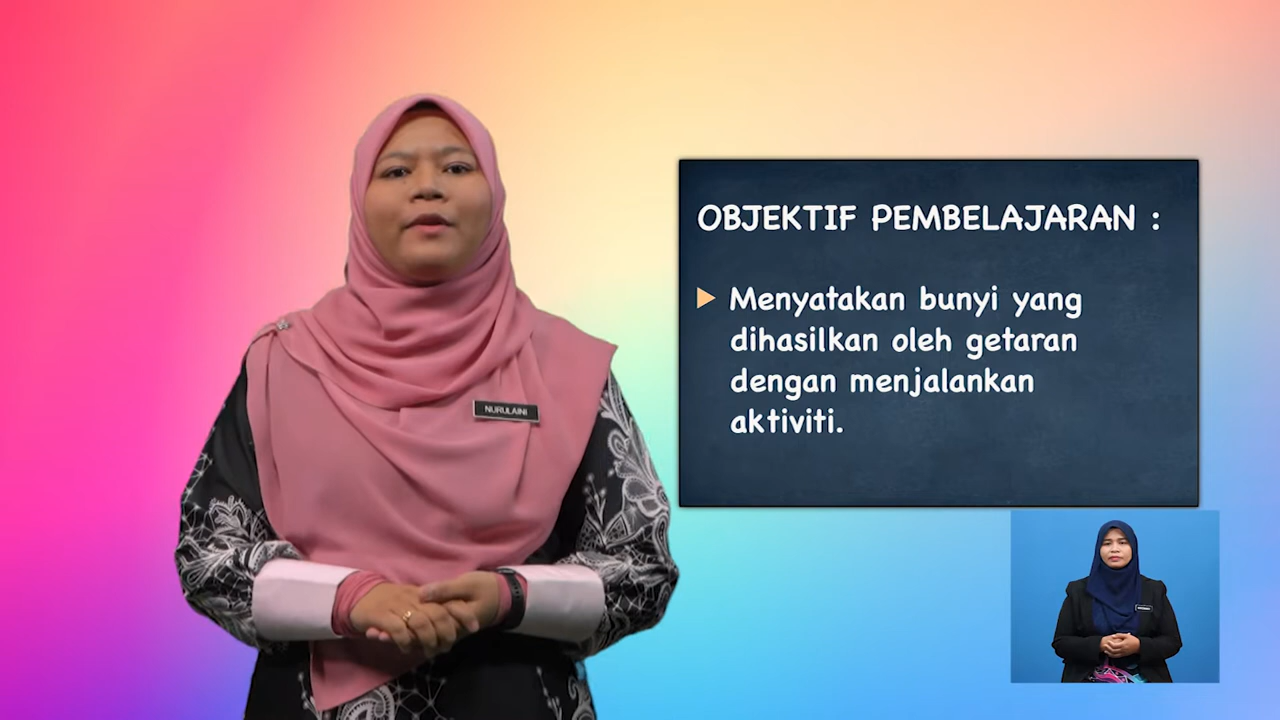 OBJEKTIF PEMBELAJARAN :
Menyatakan bunyi yang
dihasilkan oleh getaran
dengan menjalankan
aktiviti.
NURULAINI